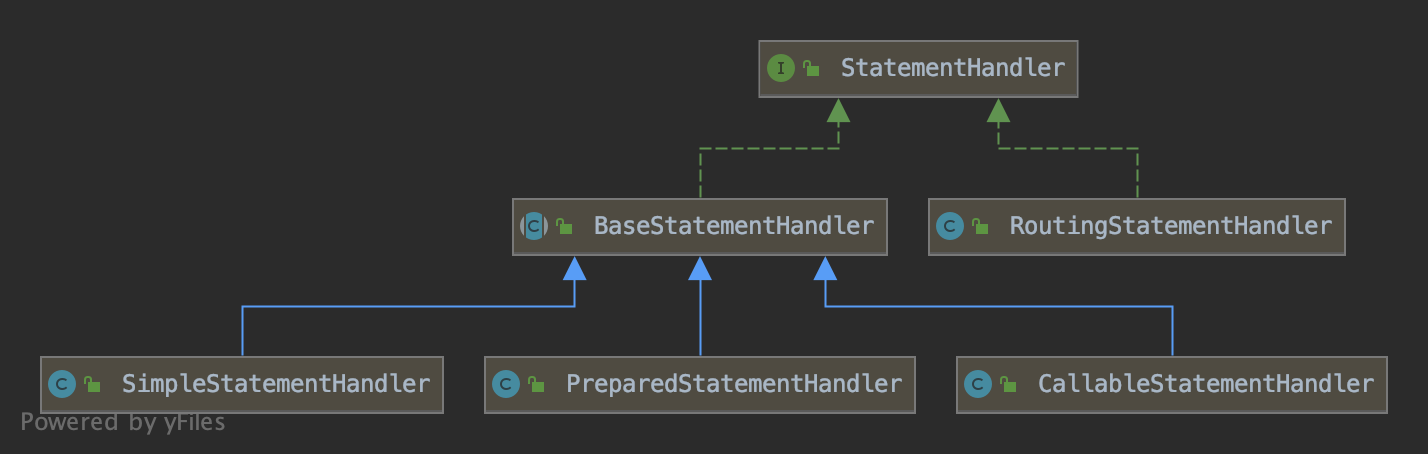 I StatementHandler
C BaseStatementHandler
C RoutingStatementHandler
C SimpleStatementHandler
C PreparedStatementHandler
C CallableStatementHandler
Powered by yFiles